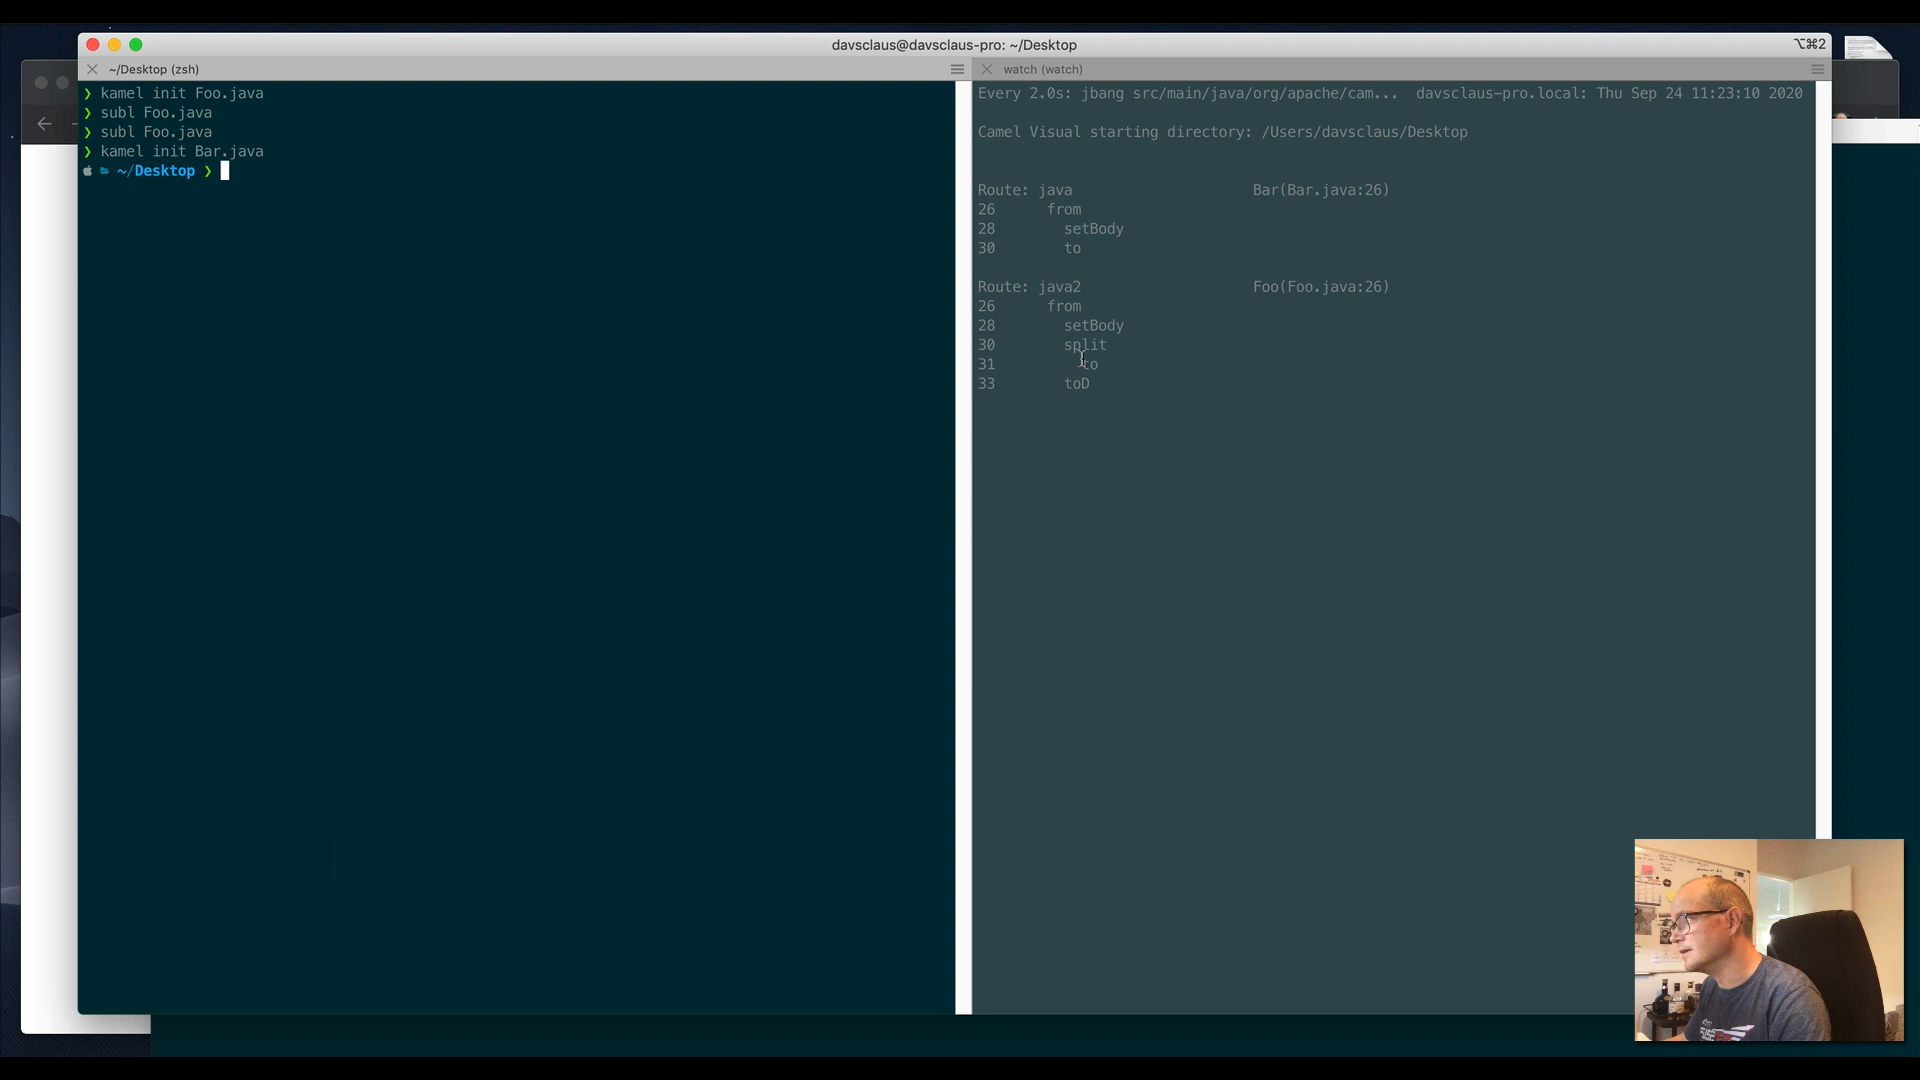 davsclaus@davsclaus-pro: ~/Desktop
⌥⌘2
~/Desktop (zsh)
❯ kamel init Foo.java
❯ subl Foo.java
❯ subl Foo.java
❯ kamel init Bar.java
~/Desktop ❯
watch (watch)
Every 2.0s: jbang src/main/java/org/apache/cam... davsclaus-pro.local: Thu Sep 24 11:23:10 2020
Camel Visual starting directory: /Users/davsclaus/Desktop
Route: java Bar(Bar.java:26)
26 from
28 setBody
30 to
Route: java2 Foo(Foo.java:26)
26 from
28 setBody
30 split
31 to
33 toD